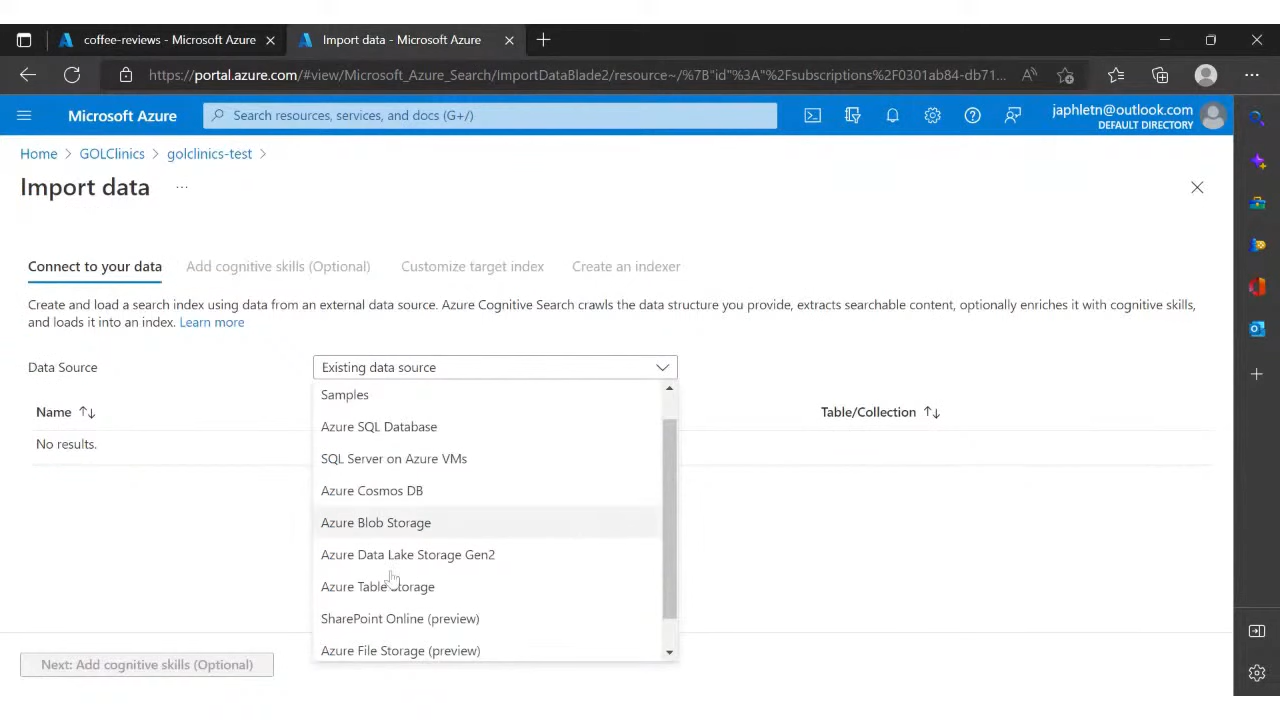 coffee-reviews - Microsoft Azure
Import data - Microsoft Azure
https://portal.azure.com/#view/Microsoft_Azure_Search/ImportDataBlade2/resource~/%7B"id"%3A"%2Fsubscriptions%2F0301ab84-db71...
Microsoft Azure
Search resources, services, and docs (G+/)
japhletn@outlook.com
DEFAULT DIRECTORY
Home > GOLClinics > golclinics-test >
Import data ...
Connect to your data
Add cognitive skills (Optional)
Customize target index
Create an indexer
Create and load a search index using data from an external data source. Azure Cognitive Search crawls the data structure you provide, extracts searchable content, optionally enriches it with cognitive skills,
and loads it into an index. Learn more
Data Source
Existing data source
Name
Table/Collection
No results.
Samples
Azure SQL Database
SQL Server on Azure VMs
Azure Cosmos DB
Azure Blob Storage
Azure Data Lake Storage Gen2
Azure Table Storage
SharePoint Online (preview)
Azure File Storage (preview)
Next: Add cognitive skills (Optional)